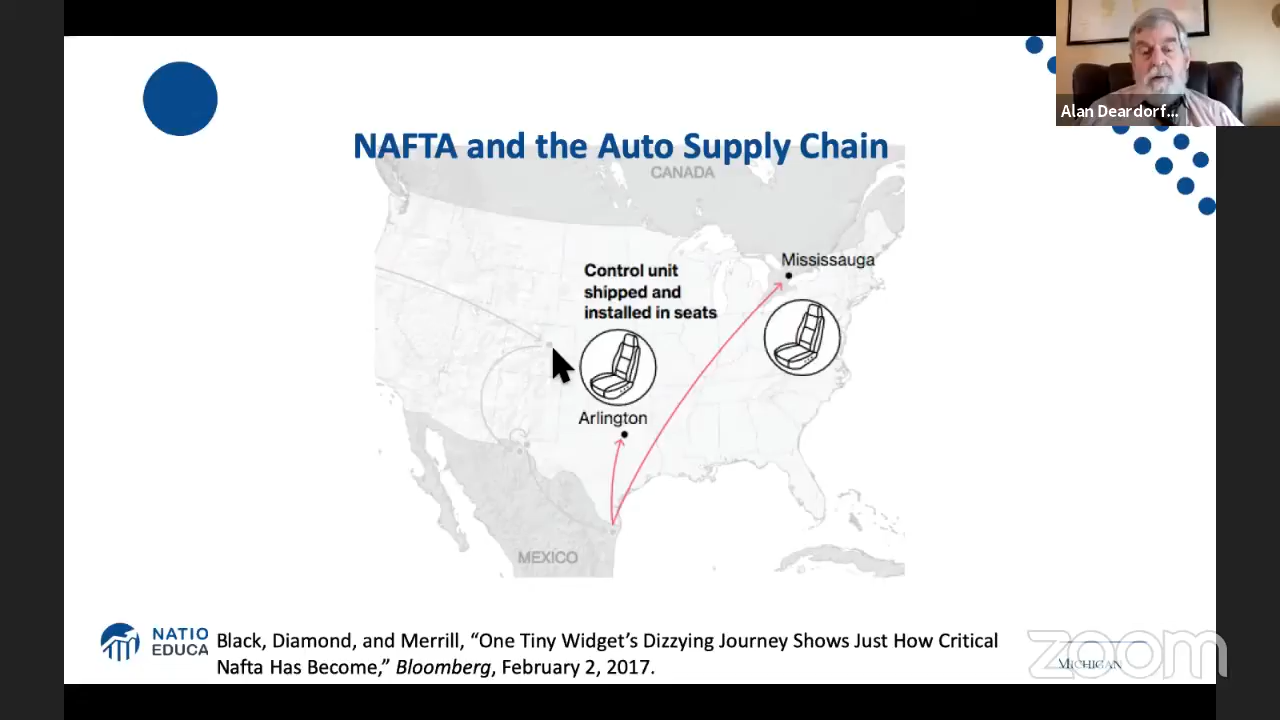 Alan Deardorf...
NAFTA and the Auto Supply Chain
CANADA
Mississauga
Control unit
shipped and
installed in seats
Arlington
MEXICO
NATIO
EDUCA
Black, Diamond, and Merrill, “One Tiny Widget’s Dizzying Journey Shows Just How Critical
Nafta Has Become,” Bloomberg, February 2, 2017.
MICHIGAN
zoom